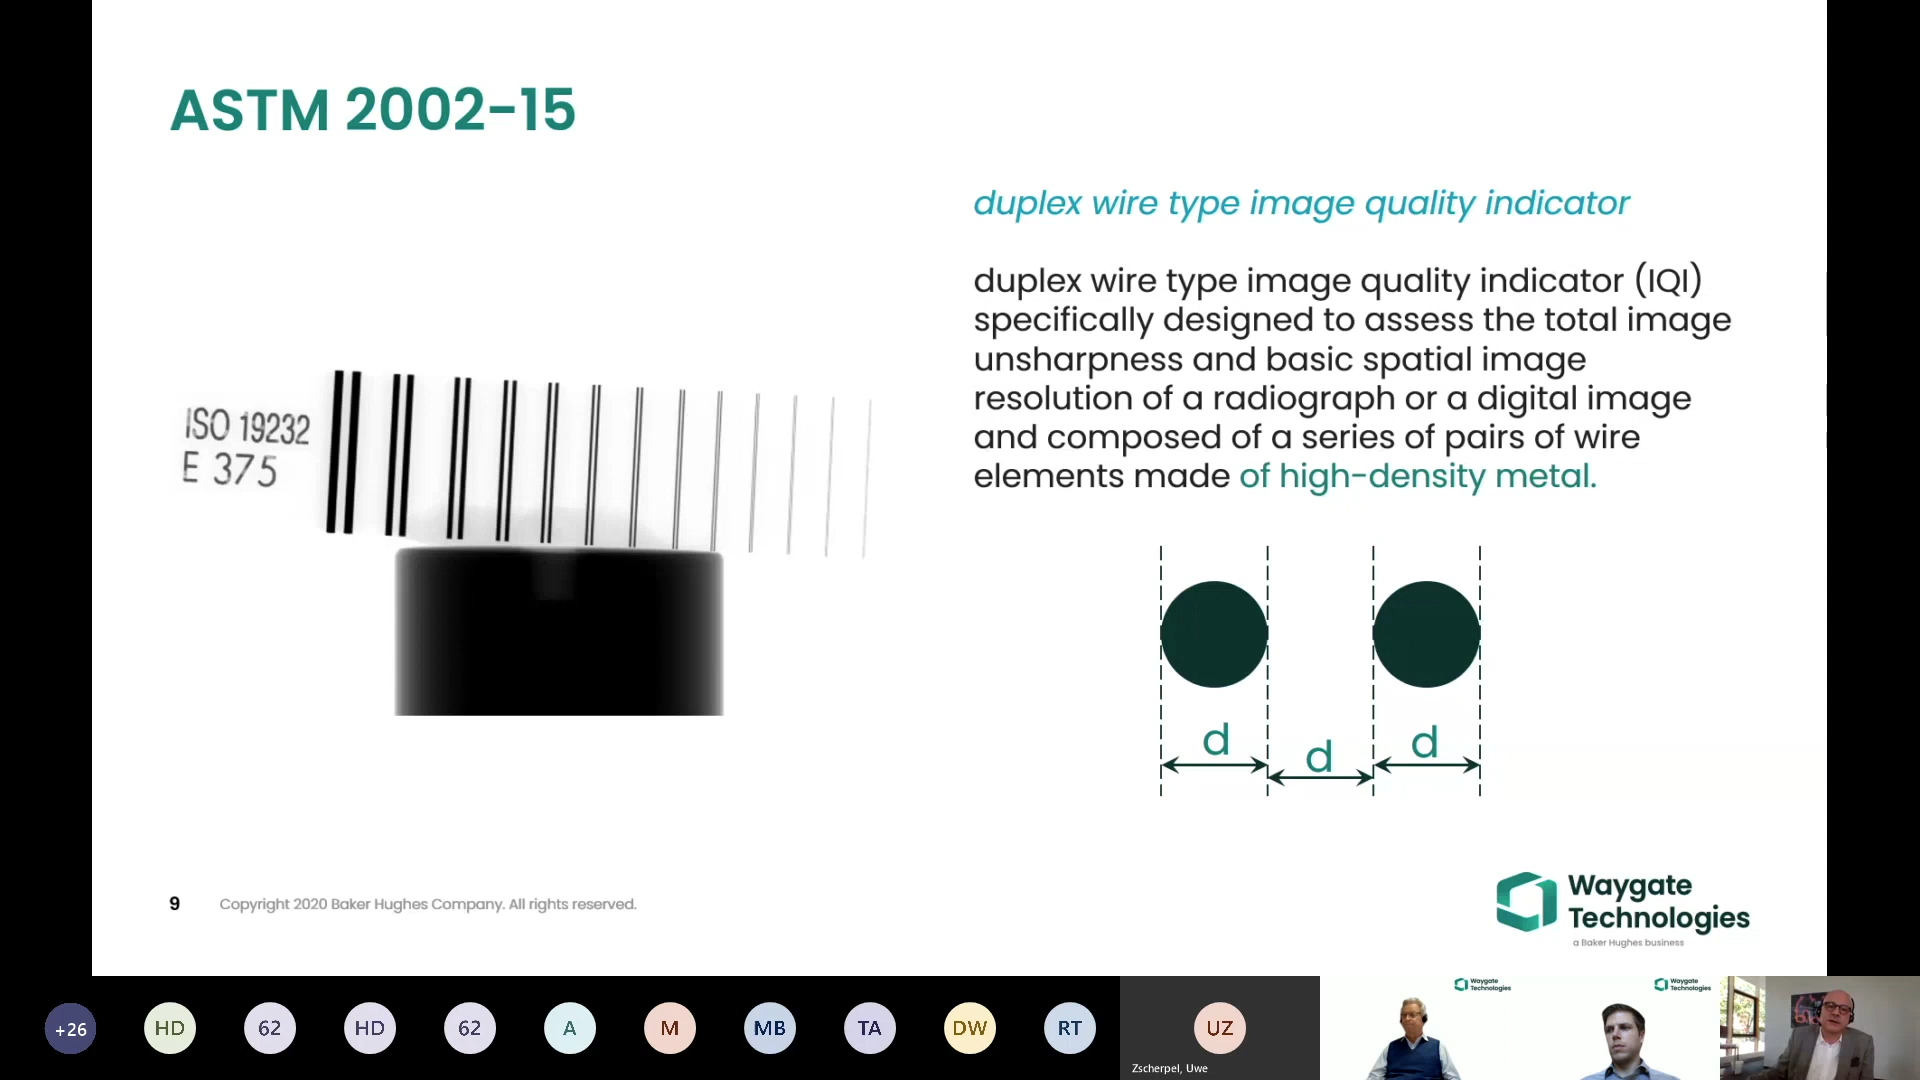 ASTM 2002-15
duplex wire type image quality indicator
duplex wire type image quality indicator (IQI)
specifically designed to assess the total image
unsharpness and basic spatial image
resolution of a radiograph or a digital image
and composed of a series of pairs of wire
elements made of high-density metal.
ISO 19232
E 375
d
d
d
9
Copyright 2020 Baker Hughes Company. All rights reserved.
Waygate
Technologies
a Baker Hughes business
+26
HD
62
HD
62
A
M
MB
TA
DW
RT
UZ
Zscherpel, Uwe
Waygate
Technologies
Waygate
Technologies